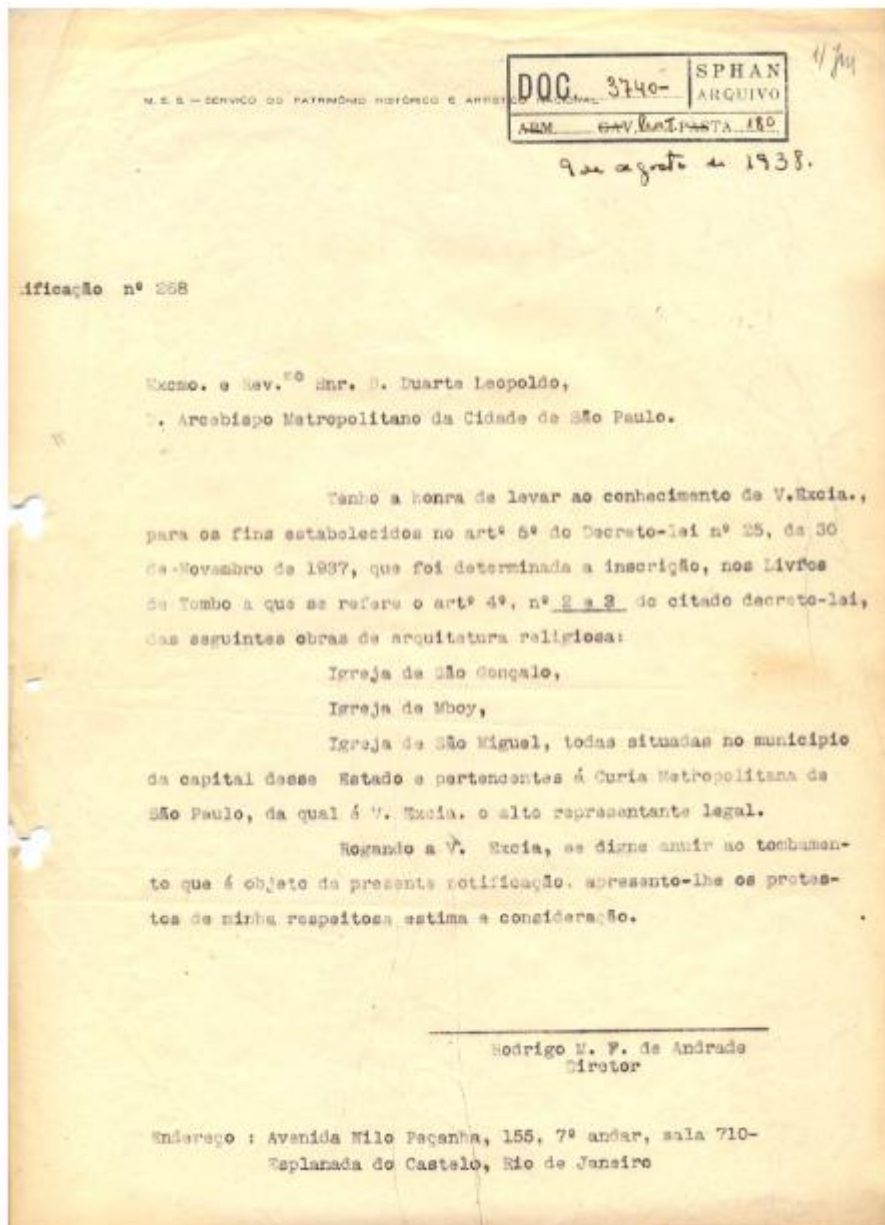 M. E. S. — SERVIÇO DO PATRIMÔNIO HISTÓRICO E ARTÍSTICO NACIONAL
DOC. 3740- SPHAN
ARQUIVO
ARM. GAV. PASTA 180
9 de agosto de 1938.
ificação nº 268
Excmo. e Rev.mo Snr. D. Duarte Leopoldo,
D. Arcebispo Metropolitano da Cidade de São Paulo.
Tenho a honra de levar ao conhecimento de V.Excia.,
para os fins estabelecidos no artº 5º do Decreto-lei nº 25, de 30
de Novembro de 1937, que foi determinada a inscrição, nos Livros
de Tombo a que se refere o artº 4º, nº 2 e 3 do citado decreto-lei,
das seguintes obras de arquitetura religiosa:
Igreja de São Gonçalo,
Igreja de Mboy,
Igreja de São Miguel, todas situadas no municipio
da capital desse Estado e pertencentes á Curia Metropolitana de
São Paulo, da qual é V. Excia. o alto representante legal.
Rogando a V. Excia, se digne anuir ao tombamen-
to que é objeto da presente notificação, apresento-lhe os protes-
tos de minha respeitosa estima e consideração.
Rodrigo M. F. de Andrade
Diretor
Endereço : Avenida Nilo Peçanha, 155, 7º andar, sala 710-
Esplanada do Castelo, Rio de Janeiro